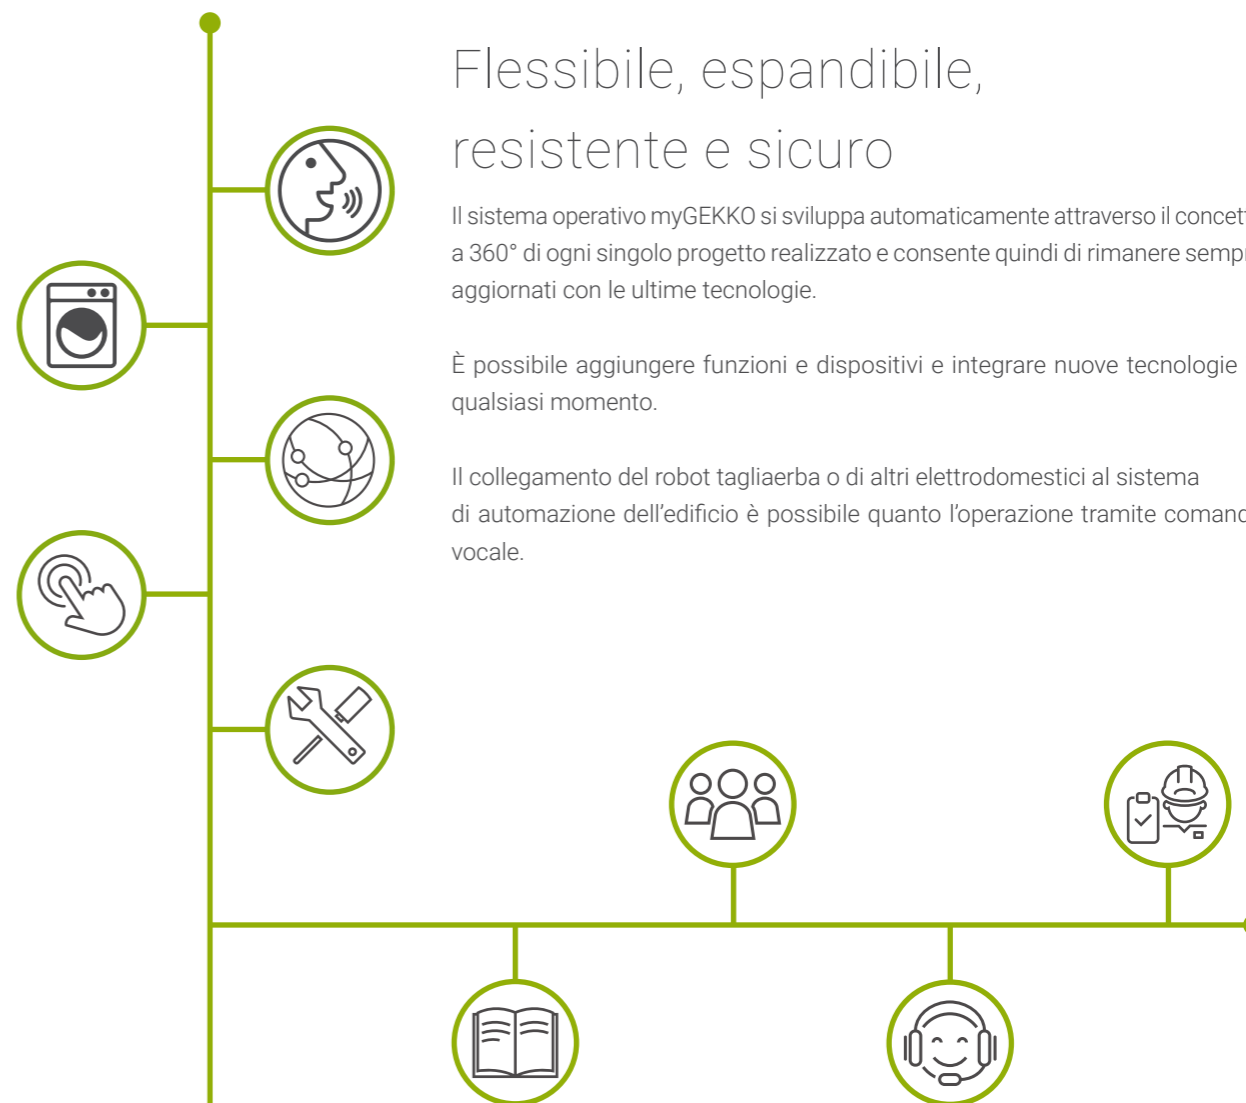 Flessibile, espandibile,
resistente e sicuro
Il sistema operativo myGEKKO si sviluppa automaticamente attraverso il concett
a 360° di ogni singolo progetto realizzato e consente quindi di rimanere sempr
aggiornati con le ultime tecnologie.
È possibile aggiungere funzioni e dispositivi e integrare nuove tecnologie
qualsiasi momento.
Il collegamento del robot tagliaerba o di altri elettrodomestici al sistema
di automazione dell’edificio è possibile quanto l’operazione tramite comand
vocale.